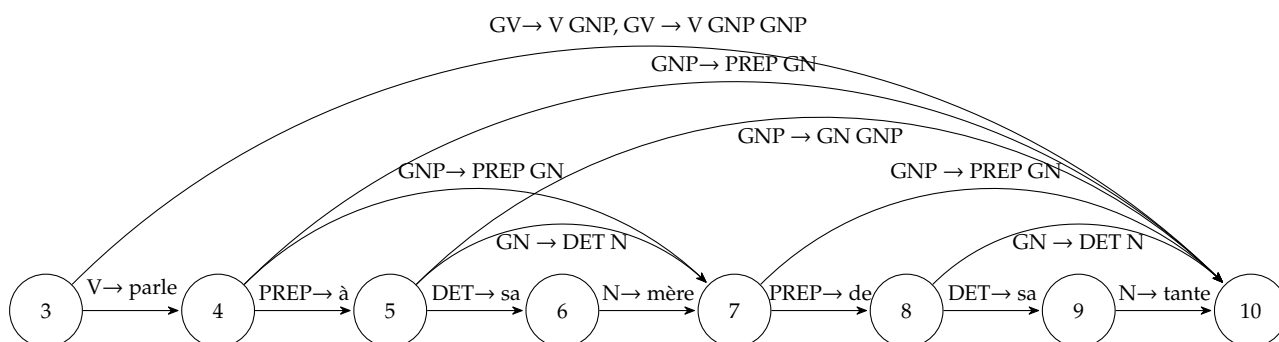 GV→ V GNP, GV → V GNP GNP
GNP→ PREP GN
GNP → GN GNP
GNP→ PREP GN
GNP → PREP GN
GN → DET N
GN → DET N
V→ parle
PREP→ à
DET→ sa
N→ mère
PREP→ de
DET→ sa
N→ tante
3
4
5
6
7
8
9
10